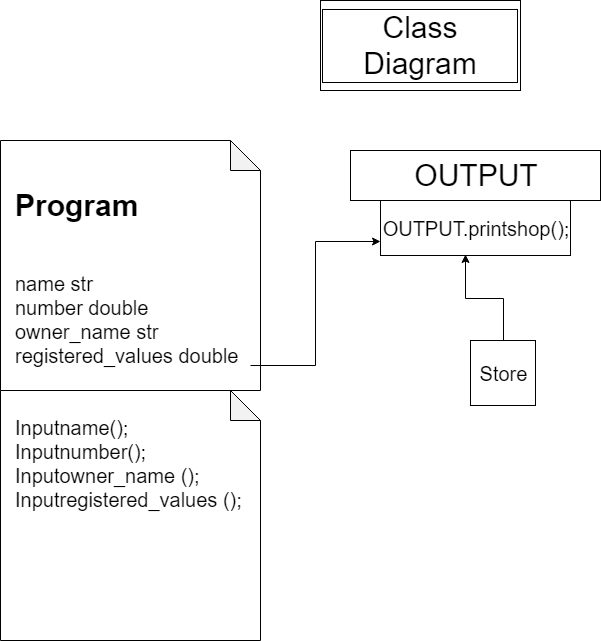 Class
Diagram
Program
name str
number double
owner_name str
registered_values double
Inputname();
Inputnumber();
Inputowner_name ();
Inputregistered_values ();
OUTPUT
OUTPUT.printshop();
Store